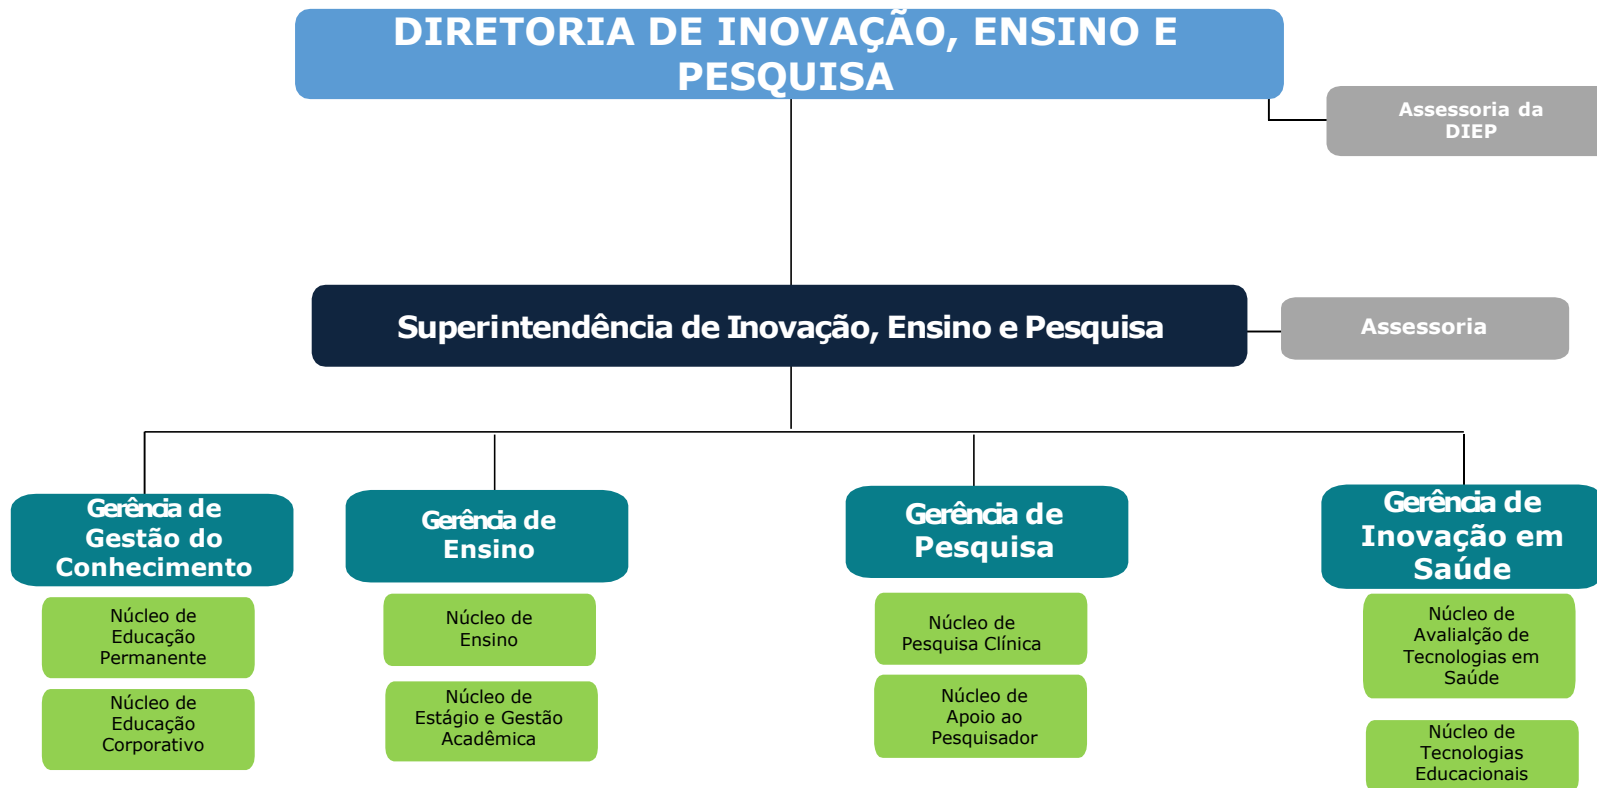 DIRETORIA DE INOVAÇÃO, ENSINO E
PESQUISA
Assessoria da
DIEP
Superintendência de Inovação, Ensino e Pesquisa
Assessoria
Gerência de
Gestão do
Conhecimento
Núcleo de
Educação
Permanente
Núcleo de
Educação
Corporativo
Gerência de
Ensino
Núcleo de
Ensino
Núcleo de
Estágio e Gestão
Acadêmica
Gerência de
Pesquisa
Núcleo de
Pesquisa Clínica
Núcleo de
Apoio ao
Pesquisador
Gerência de
Inovação em
Saúde
Núcleo de
Avalialção de
Tecnologias em
Saúde
Núcleo de
Tecnologias
Educacionais